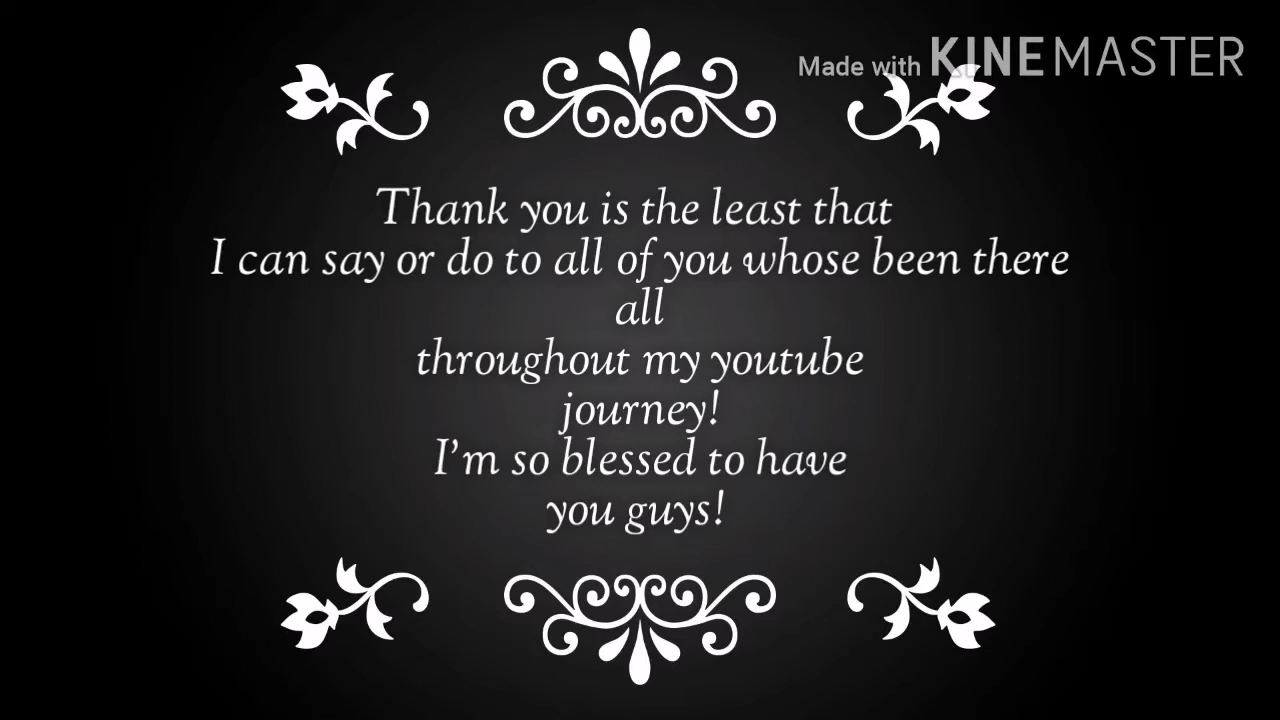 Made with KINEMASTER
Thank you is the least that
I can say or do to all of you whose been there
all
throughout my youtube
journey!
I'm so blessed to have
you guys!